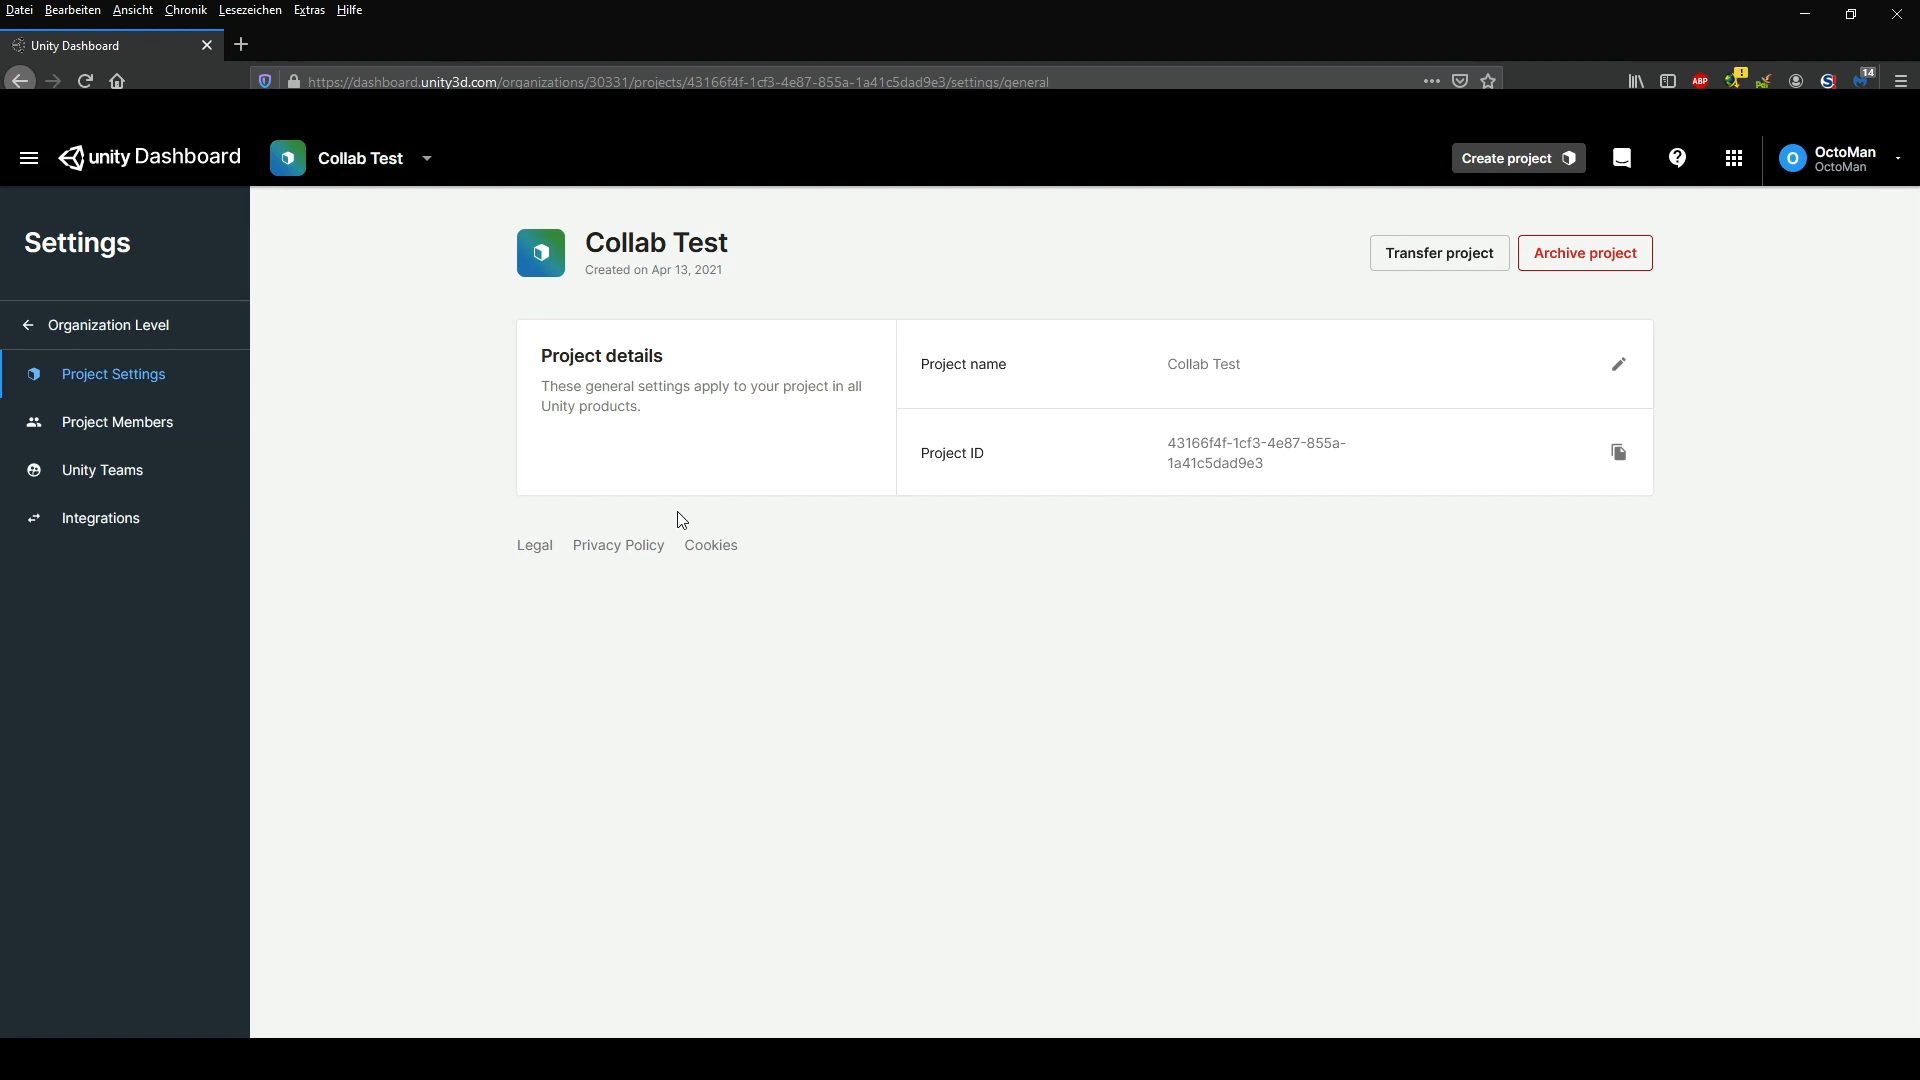 Datei Bearbeiten Ansicht Chronik Lesezeichen Extras Hilfe
Unity Dashboard
https://dashboard.unity3d.com/organizations/30331/projects/43166f4f-1cf3-4e87-855a-1a41c5dad9e3/settings/general
ABP
14
unity Dashboard
Collab Test
Create project
O
OctoMan
OctoMan
Settings
Organization Level
Project Settings
Project Members
Unity Teams
Integrations
Collab Test
Created on Apr 13, 2021
Transfer project
Archive project
Project details
These general settings apply to your project in all
Unity products.
Project name
Collab Test
Project ID
43166f4f-1cf3-4e87-855a-
1a41c5dad9e3
Legal Privacy Policy Cookies